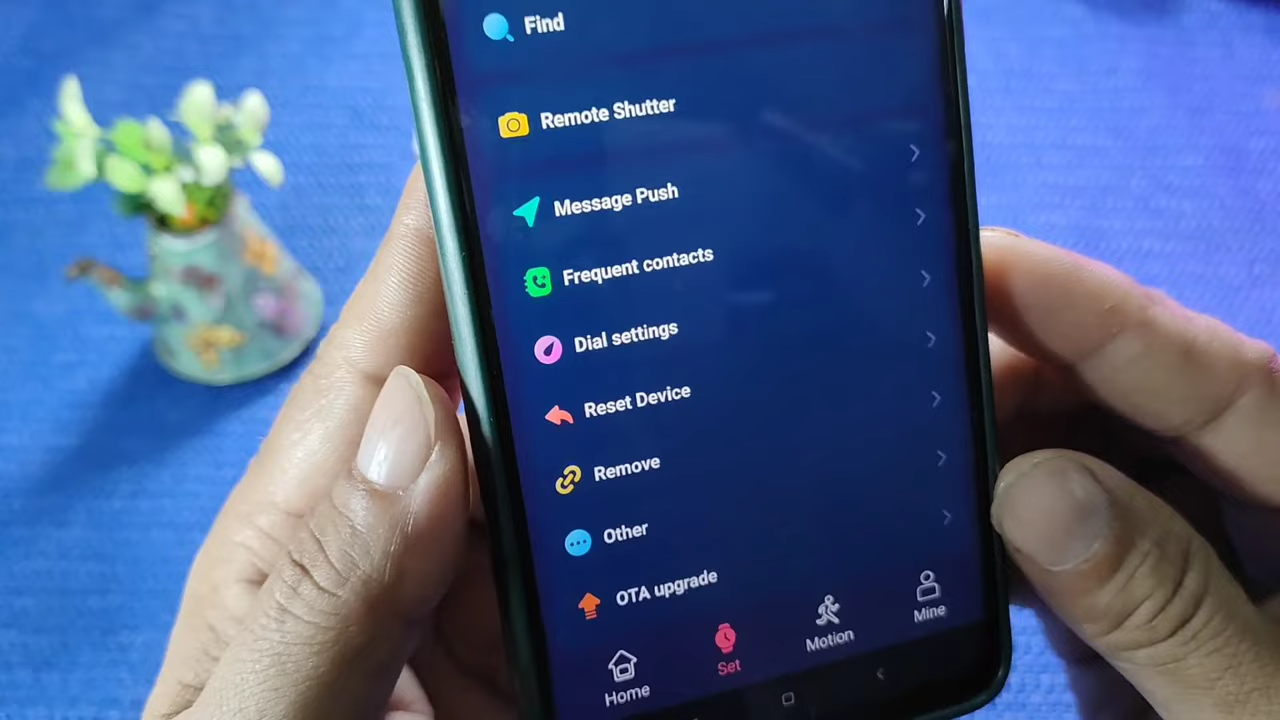 Find
Remote Shutter
Message Push
Frequent contacts
Dial settings
Reset Device
Remove
Other
OTA upgrade
Home
Set
Motion
Mine